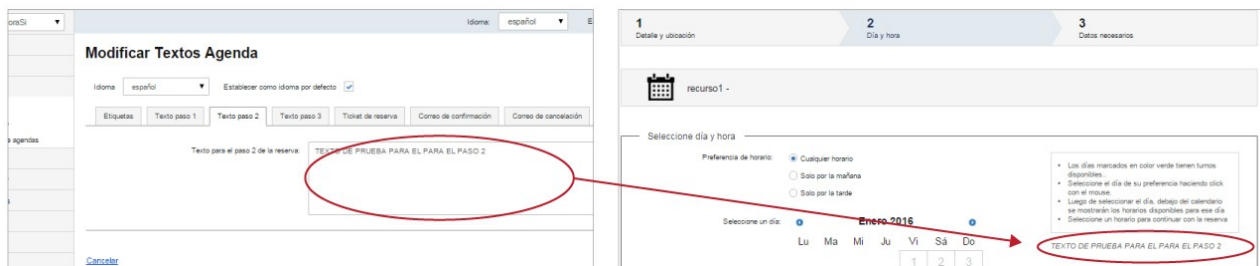 oraSi
Idioma: español
Modificar Textos Agenda
Idioma español Establecer como idioma por defecto
Etiquetas Texto paso 1 Texto paso 2 Texto paso 3 Ticket de reserva Correo de confirmación Correo de cancelación
e agendas
Texto para el paso 2 de la reserva: TEXTO DE PRUEBA PARA EL PARA EL PASO 2
Cancelar
1 2 3
Detalle y ubicación Día y hora Datos necesarios
recurso1 -
Seleccione día y hora
Preferencia de horario: Cualquier horario
Solo por la mañana
Solo por la tarde
• Los días marcados en color verde tienen turnos
disponibles..
• Seleccione el día de su preferencia haciendo click
con el mouse.
• Luego de seleccionar el día, debajo del calendario
se mostrarán los horarios disponibles para ese día
• Seleccione un horario para continuar con la reserva
Seleccione un día: Enero 2016
Lu Ma Mi Ju Vi Sá Do
1 2 3
TEXTO DE PRUEBA PARA EL PARA EL PASO 2